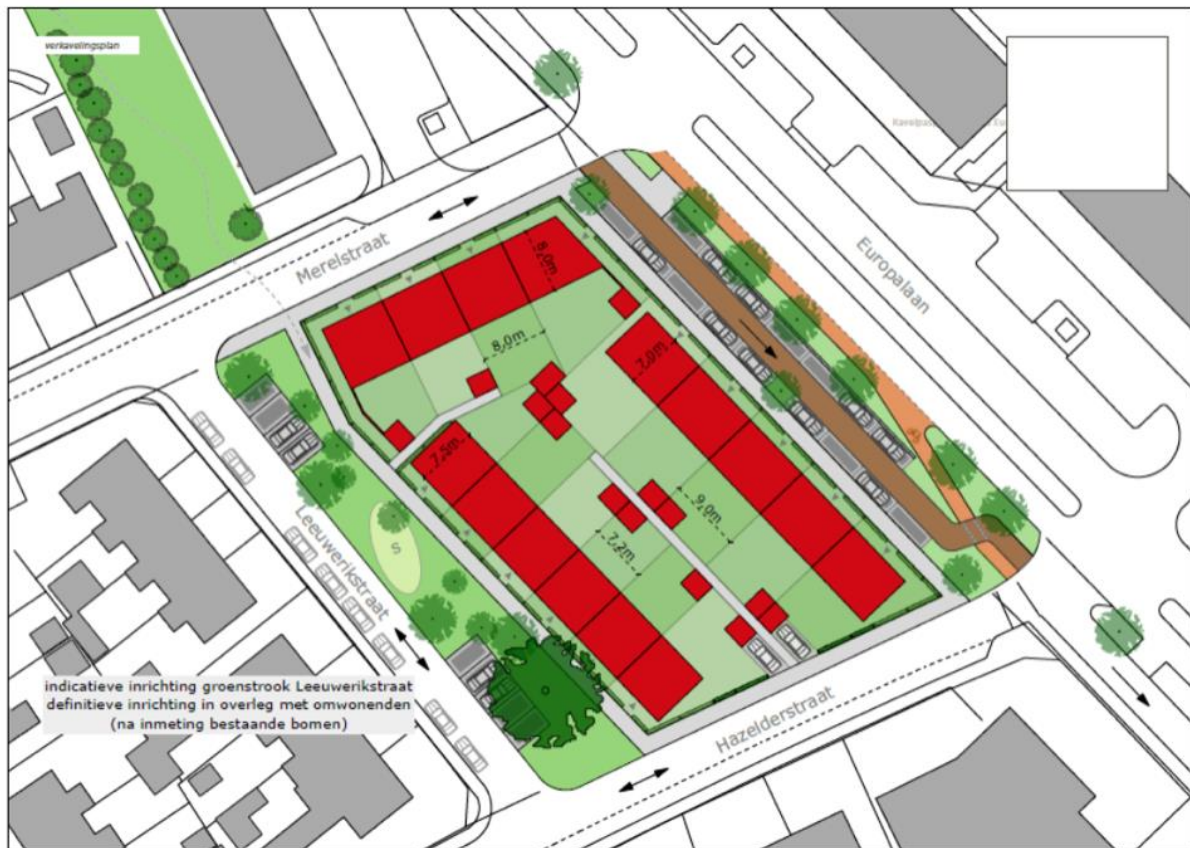 verkavelingsplan
Merelstraat
Europalaan
8,0m
8,0m
7,0m
7,5m
9,0m
7,2m
S
Leeuwerikstraat
indicatieve inrichting groenstrook Leeuwerikstraat
definitieve inrichting in overleg met omwonenden
(na inmeting bestaande bomen)
Hazelderstraat